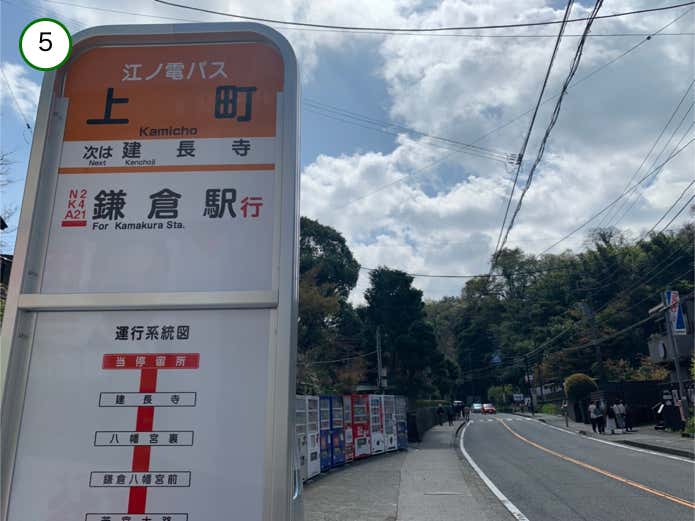 5
江ノ電バス
上町
Kamicho
次は 建長寺
Next Kenchoji
N2
K4
A21
鎌倉駅行
For Kamakura Sta.
運行系統図
当停留所
建長寺
八幡宮裏
鎌倉八幡宮前